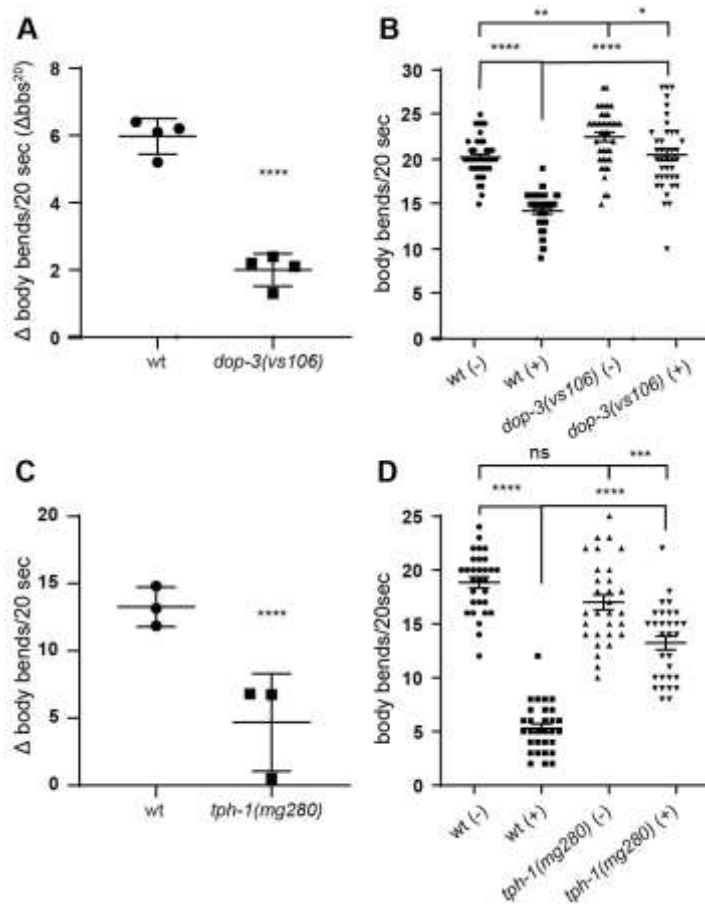 A
Δ body bends/20 sec (Δbbs²⁰)
8
6
4
2
0
****
wt
dop-3(vs106)
B
body bends/20 sec
** *
**** ****
30
25
20
15
10
5
0
wt (-)
wt (+)
dop-3(vs106) (-)
dop-3(vs106) (+)
C
Δ body bends/20sec
20
15
10
5
0
****
wt
tph-1(mg280)
D
body bends/20sec
ns ***
**** ****
25
20
15
10
5
0
wt (-)
wt (+)
tph-1(mg280) (-)
tph-1(mg280) (+)